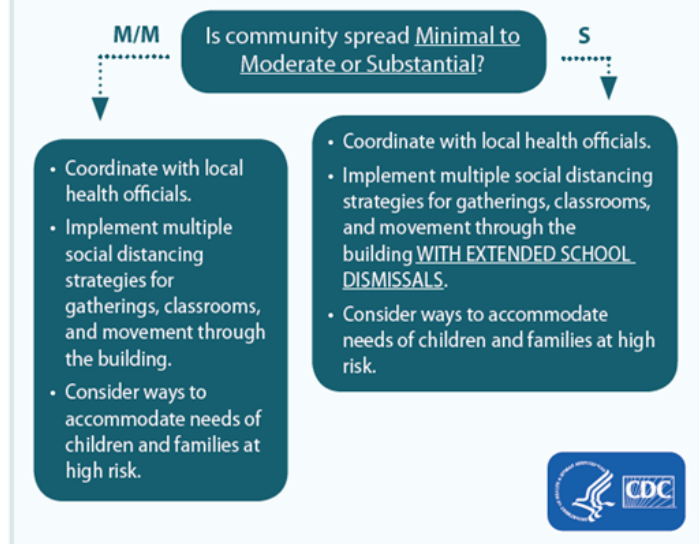 M/M
Is community spread Minimal to
Moderate or Substantial?
S
• Coordinate with local
health officials.
• Implement multiple
social distancing
strategies for
gatherings, classrooms,
and movement through
the building.
• Consider ways to
accommodate needs of
children and families at
high risk.
• Coordinate with local health officials.
• Implement multiple social distancing
strategies for gatherings, classrooms,
and movement through the
building WITH EXTENDED SCHOOL
DISMISSALS.
• Consider ways to accommodate
needs of children and families at high
risk.
CDC